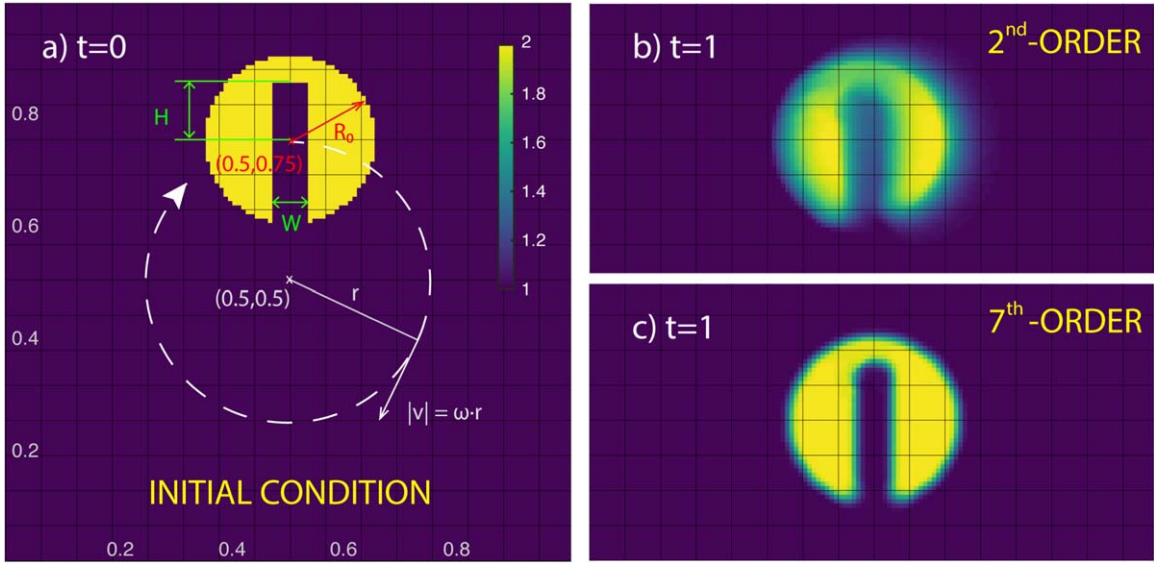 a) t=0
H
R₀
(0.5,0.75)
W
(0.5,0.5)
r
|v| = ω·r
INITIAL CONDITION
0.8
0.6
0.4
0.2
0.2 0.4 0.6 0.8
2
1.8
1.6
1.4
1.2
1
b) t=1
2ⁿᵈ-ORDER
c) t=1
7ᵗʰ-ORDER